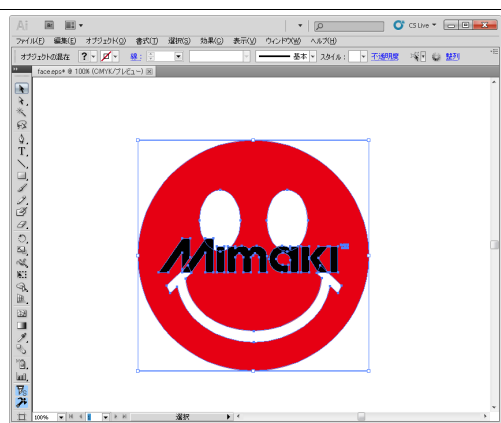 Ai Br CS Live
ファイル(F) 編集(E) オブジェクト(O) 書式(T) 選択(S) 効果(C) 表示(V) ウィンドウ(W) ヘルプ(H)
オブジェクトの混在 ? 線: 基本 スタイル: 不透明度 整列
face.eps* @ 100% (CMYK/プレビュー)
Mimaki
100% 選択